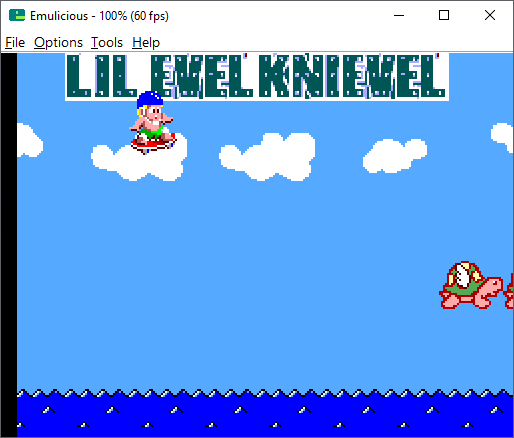 Emulicious - 100% (60 fps)
File Options Tools Help
LIL EVEL KNIEVEL